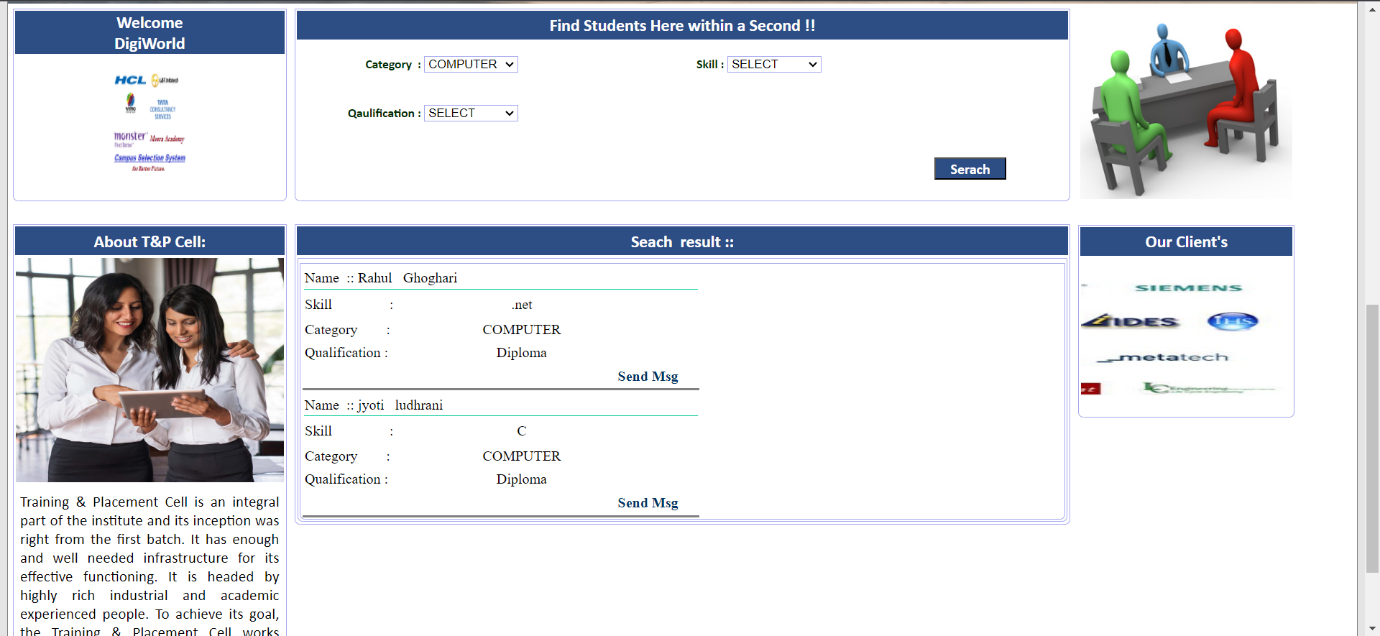 Welcome
DigiWorld
HCL
TATA
CONSULTANCY
SERVICES
monster
Campus Selection System
Find Students Here within a Second !!
Category : COMPUTER
Skill : SELECT
Qaulification : SELECT
Serach
About T&P Cell:
Training & Placement Cell is an integral
part of the institute and its inception was
right from the first batch. It has enough
and well needed infrastructure for its
effective functioning. It is headed by
highly rich industrial and academic
experienced people. To achieve its goal,
the Training & Placement Cell works
Seach result ::
Name :: Rahul Ghoghari
Skill : .net
Category : COMPUTER
Qualification : Diploma
Send Msg
Name :: jyoti ludhrani
Skill : C
Category : COMPUTER
Qualification : Diploma
Send Msg
Our Client's
SIEMENS
IDES
IHS
metatech